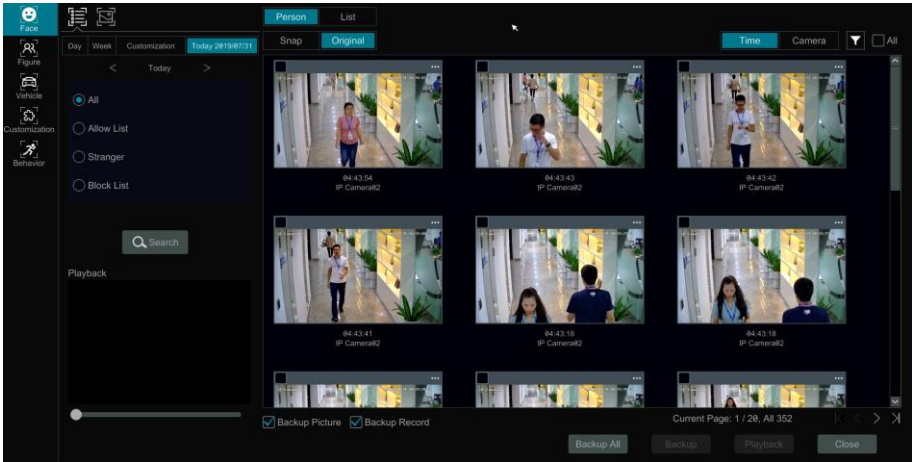 Face
Figure
Vehicle
Customization
Behavior
Day Week Customization Today 2019/07/31
< Today >
All
Allow List
Stranger
Block List
Search
Playback
Person List
Snap Original
Time Camera All
04:43:54
IP Camera02
04:43:43
IP Camera02
04:43:42
IP Camera02
04:43:41
IP Camera02
04:43:18
IP Camera02
04:43:18
IP Camera02
Backup Picture Backup Record
Current Page: 1 / 20, All 352
Backup All Backup Playback Close